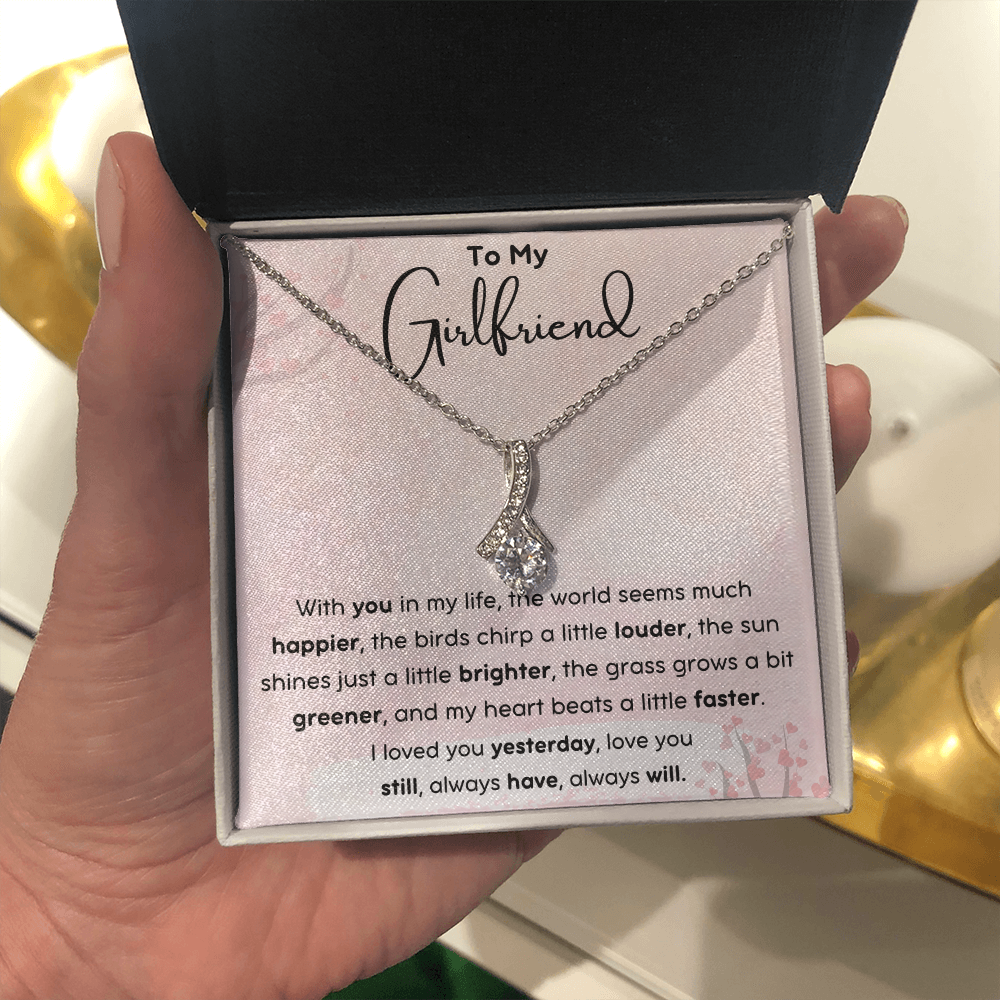 To My
Girlfriend
With you in my life, the world seems much
happier, the birds chirp a little louder, the sun
shines just a little brighter, the grass grows a bit
greener, and my heart beats a little faster.
I loved you yesterday, love you
still, always have, always will.